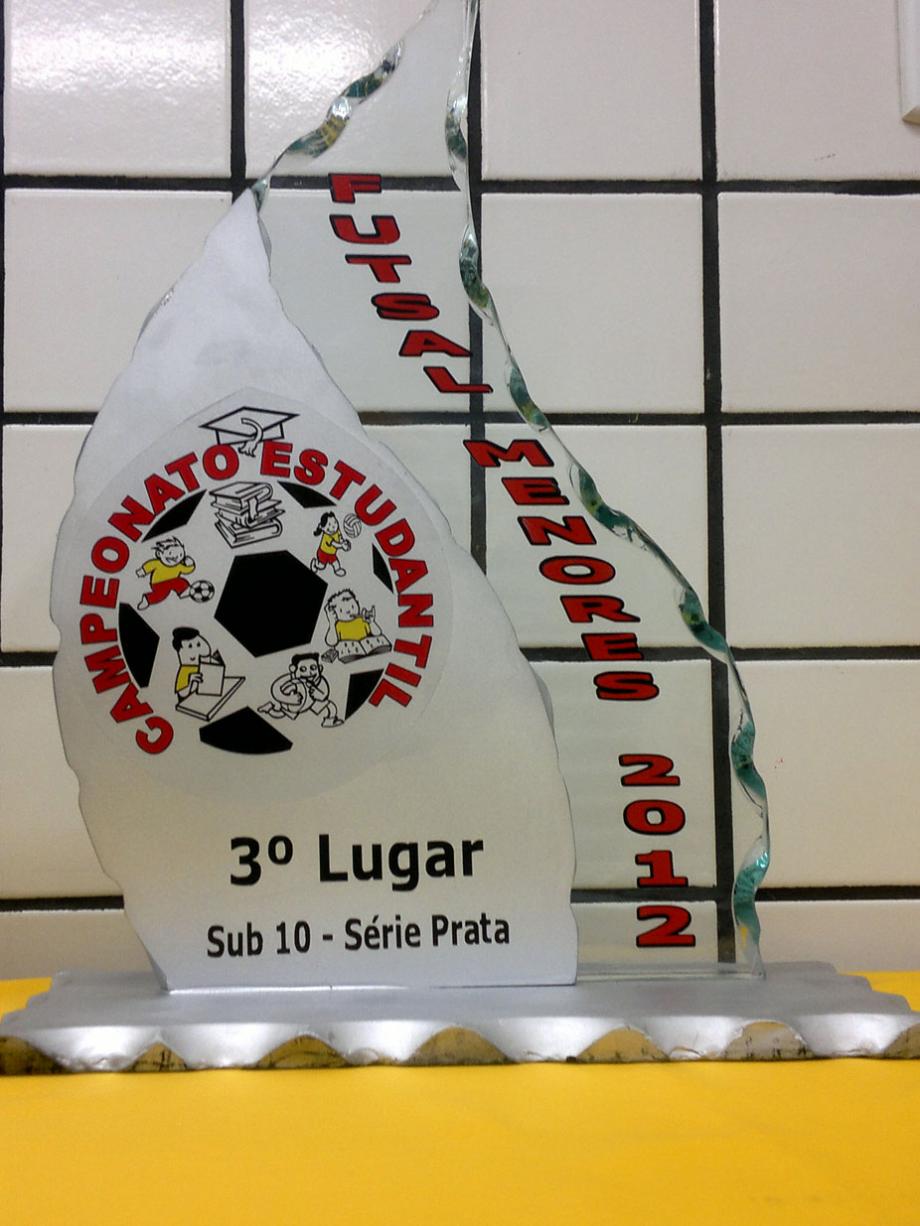 FUTSAL MENORES 2012
CAMPEONATO ESTUDANTIL
3º Lugar
Sub 10 - Série Prata